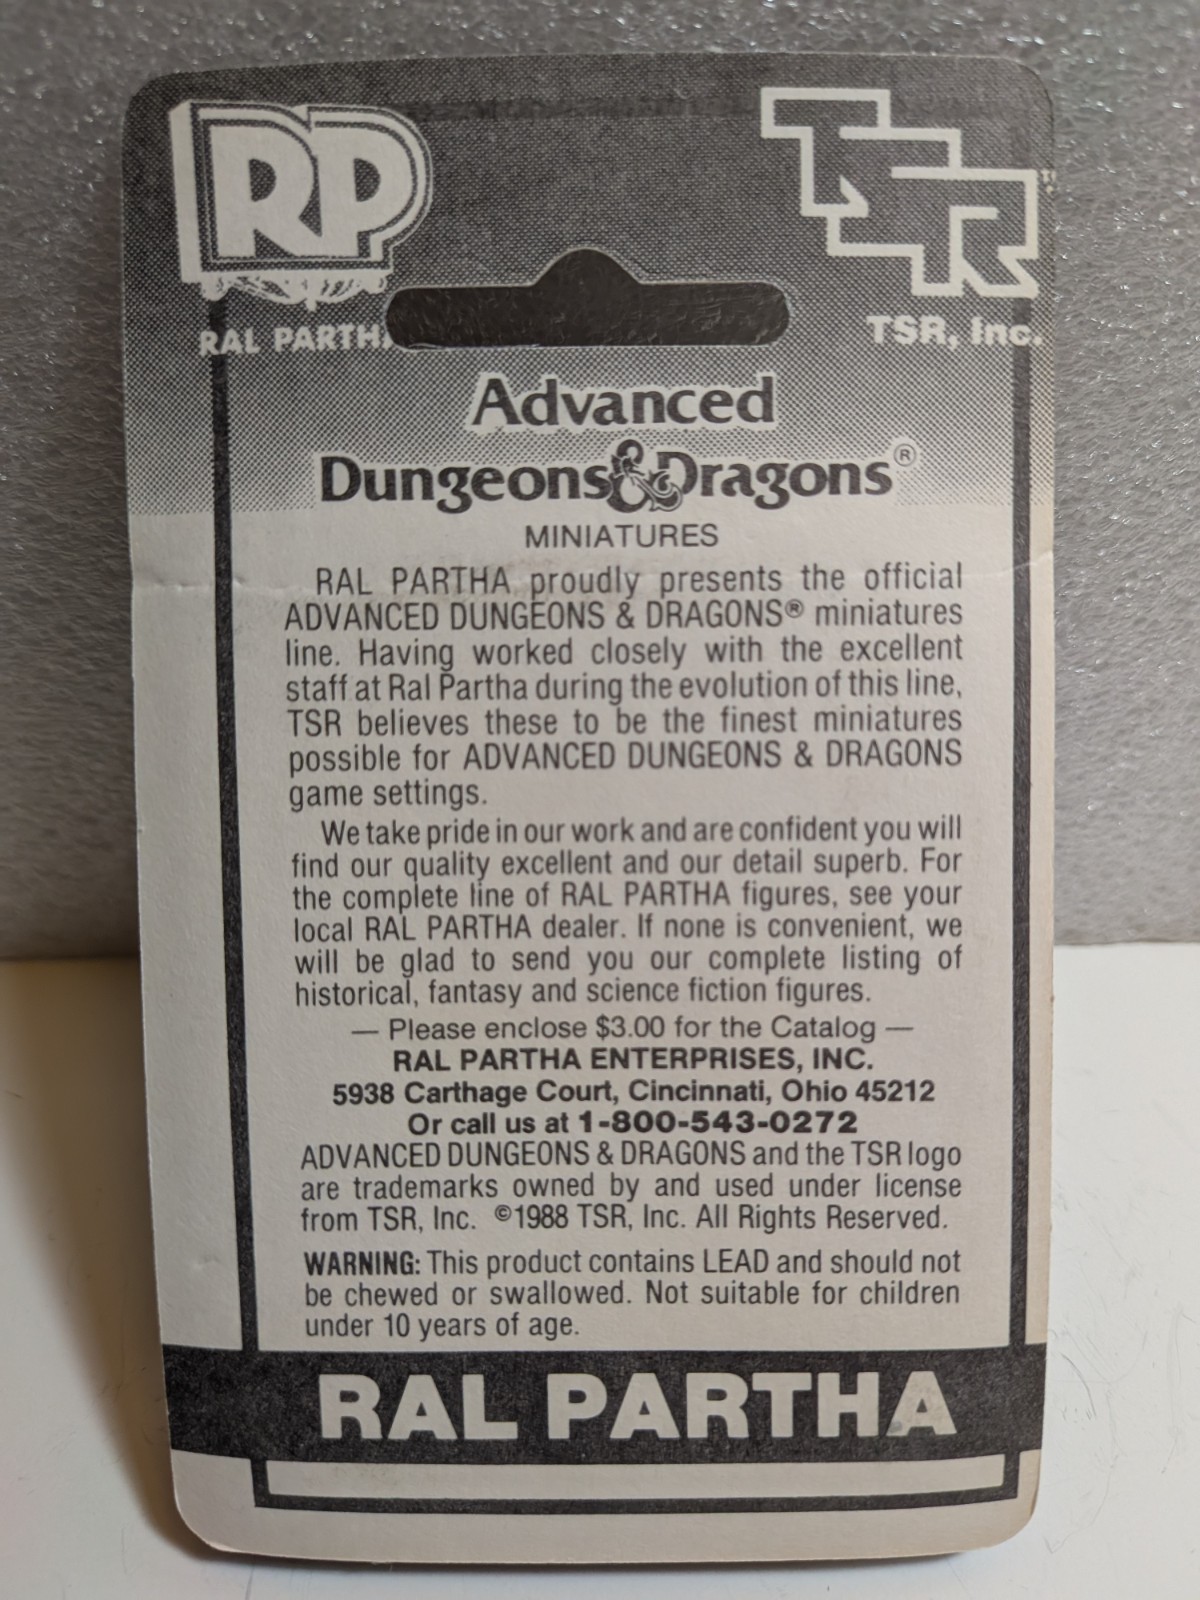 RP
TSR
TM
RAL PARTHA
TSR, Inc.
Advanced
Dungeons & Dragons®
MINIATURES
RAL PARTHA proudly presents the official
ADVANCED DUNGEONS & DRAGONS® miniatures
line. Having worked closely with the excellent
staff at Ral Partha during the evolution of this line,
TSR believes these to be the finest miniatures
possible for ADVANCED DUNGEONS & DRAGONS
game settings.
We take pride in our work and are confident you will
find our quality excellent and our detail superb. For
the complete line of RAL PARTHA figures, see your
local RAL PARTHA dealer. If none is convenient, we
will be glad to send you our complete listing of
historical, fantasy and science fiction figures.
— Please enclose $3.00 for the Catalog —
RAL PARTHA ENTERPRISES, INC.
5938 Carthage Court, Cincinnati, Ohio 45212
Or call us at 1-800-543-0272
ADVANCED DUNGEONS & DRAGONS and the TSR logo
are trademarks owned by and used under license
from TSR, Inc. ©1988 TSR, Inc. All Rights Reserved.
WARNING: This product contains LEAD and should not
be chewed or swallowed. Not suitable for children
under 10 years of age.
RAL PARTHA